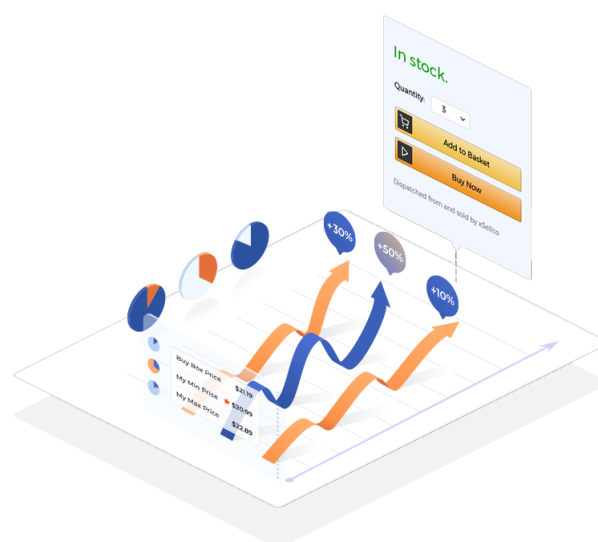 In stock.
Quantity: 3
Add to Basket
Buy Now
Dispatched from and sold by xSellco
+30%
+50%
+10%
Buy Box Price $21.19
My Min Price $20.99
My Max Price $22.89